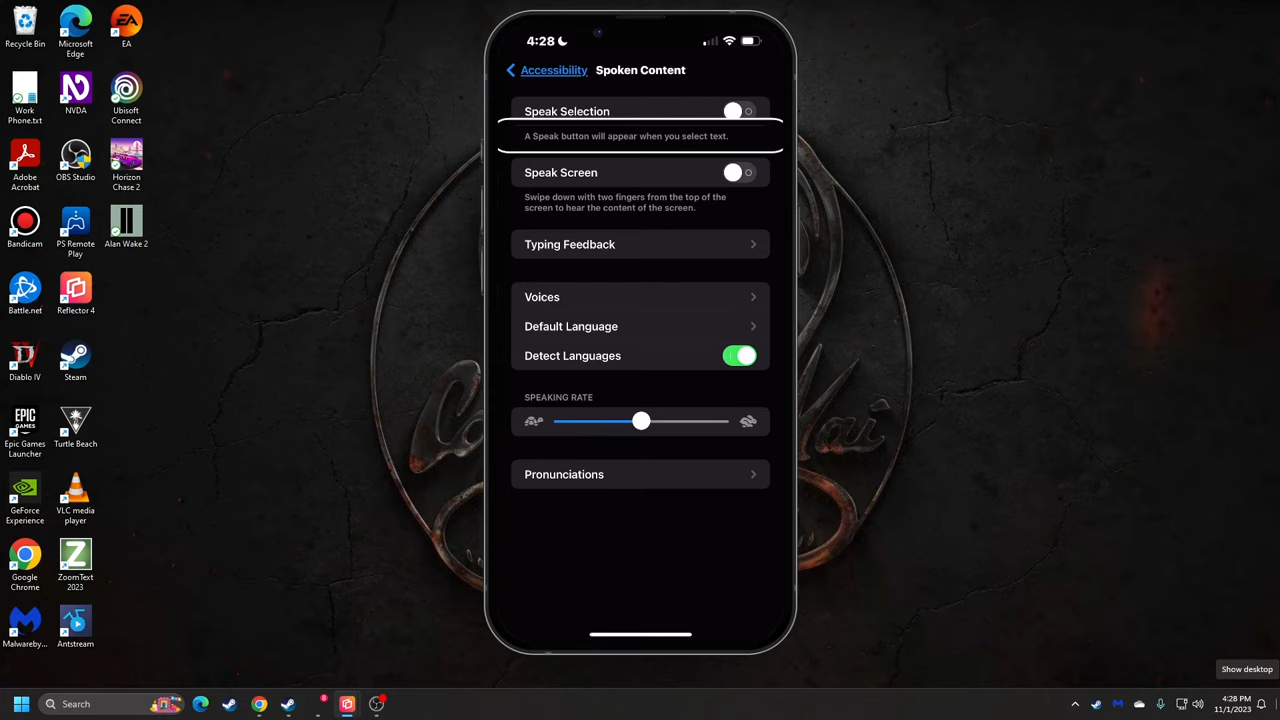 Recycle Bin
Microsoft
Edge
EA
Work
Phone.txt
NVDA
Ubisoft
Connect
Adobe
Acrobat
OBS Studio
Horizon
Chase 2
Bandicam
PS Remote
Play
Alan Wake 2
Battle.net
Reflector 4
Diablo IV
Steam
EPIC
GAMES
Epic Games
Launcher
Turtle Beach
GeForce
Experience
VLC media
player
Google
Chrome
ZoomText
2023
Malwareby...
Antstream
4:28
Accessibility
Spoken Content
Speak Selection
A Speak button will appear when you select text.
Speak Screen
Swipe down with two fingers from the top of the
screen to hear the content of the screen.
Typing Feedback
Voices
Default Language
Detect Languages
SPEAKING RATE
Pronunciations
Show desktop
Search
8
4:28 PM
11/1/2023